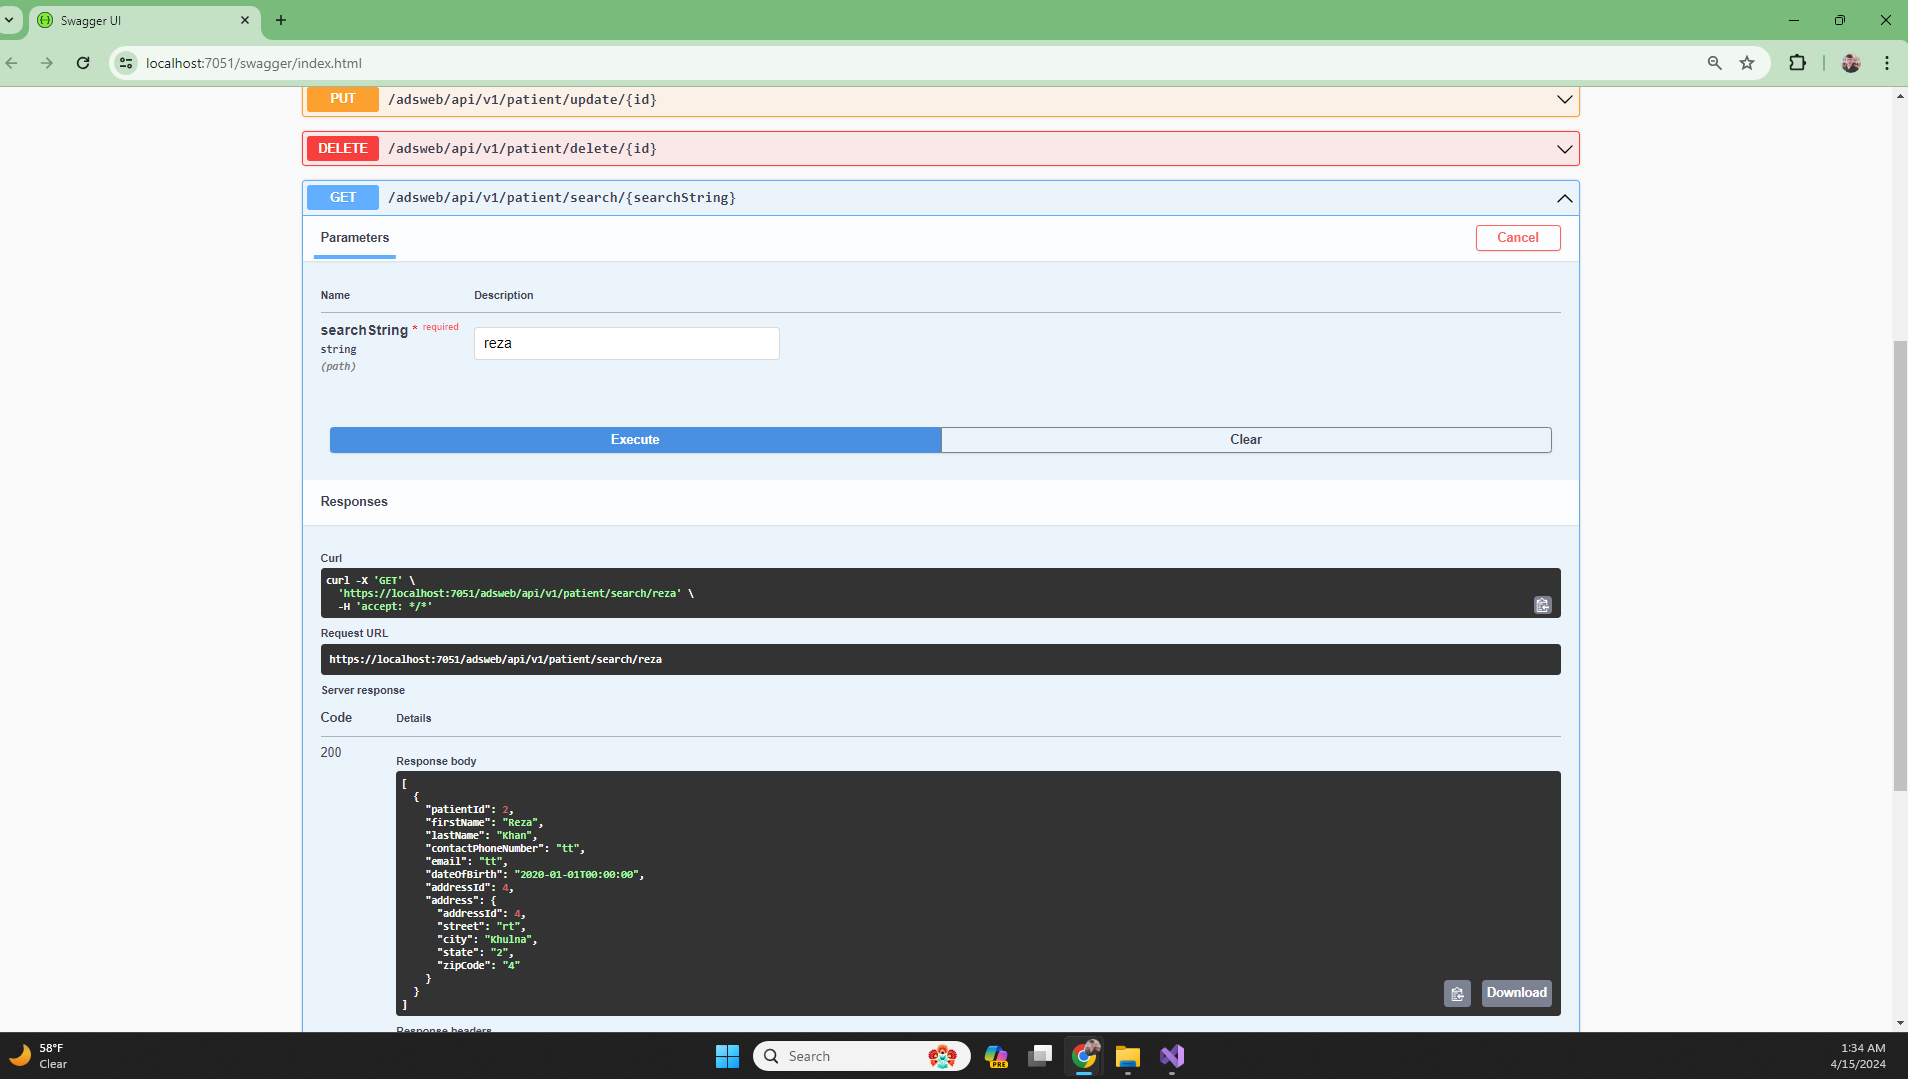 Swagger UI
localhost:7051/swagger/index.html
PUT /adsweb/api/v1/patient/update/{id}
DELETE /adsweb/api/v1/patient/delete/{id}
GET /adsweb/api/v1/patient/search/{searchString}
Parameters
Cancel
Name Description
searchString * required
string
(path)
reza
Execute Clear
Responses
Curl
curl -X 'GET' \
'https://localhost:7051/adsweb/api/v1/patient/search/reza' \
-H 'accept: */*'
Request URL
https://localhost:7051/adsweb/api/v1/patient/search/reza
Server response
Code Details
200
Response body
[
{
"patientId": 2,
"firstName": "Reza",
"lastName": "Khan",
"contactPhoneNumber": "tt",
"email": "tt",
"dateOfBirth": "2020-01-01T00:00:00",
"addressId": 4,
"address": {
"addressId": 4,
"street": "rt",
"city": "Khulna",
"state": "2",
"zipCode": "4"
}
}
]
Download
Response headers
58°F
Clear
Search
PRE
1:34 AM
4/15/2024